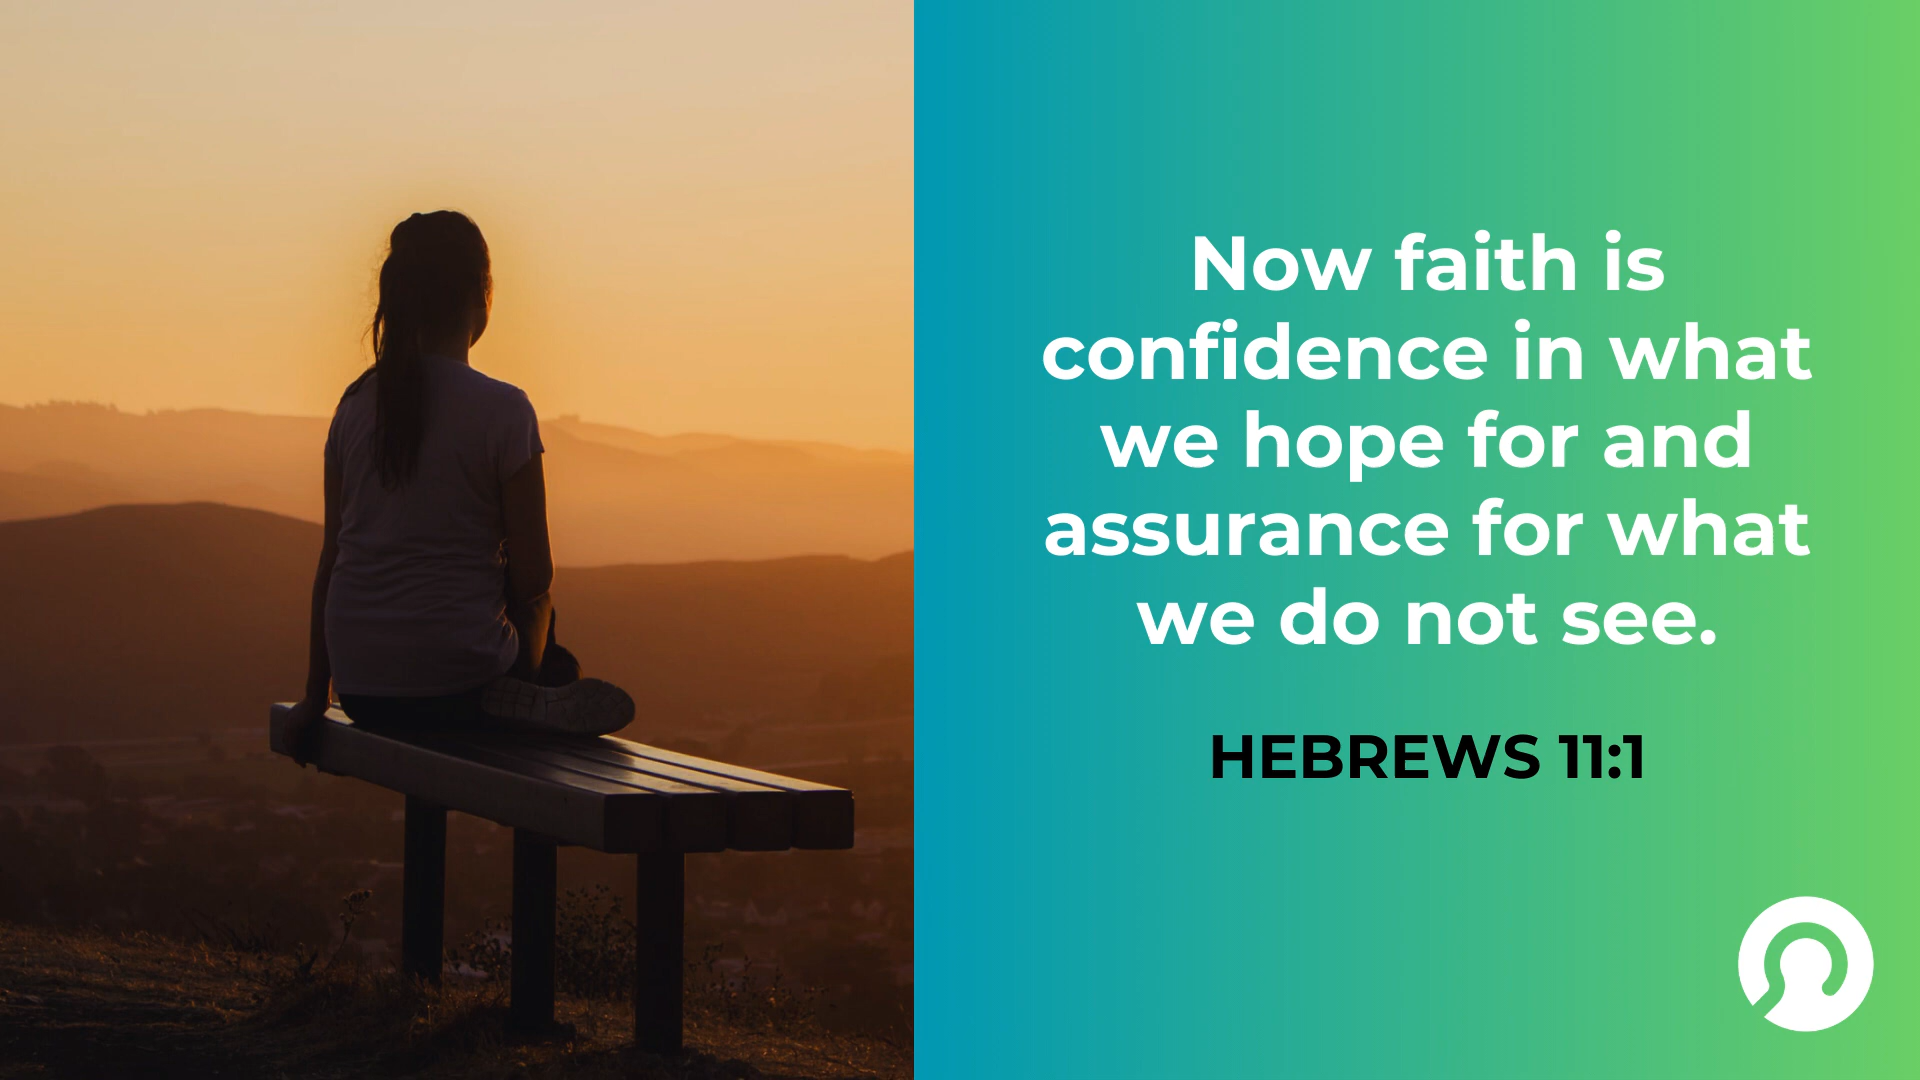 Now faith is
confidence in what
we hope for and
assurance for what
we do not see.
HEBREWS 11:1